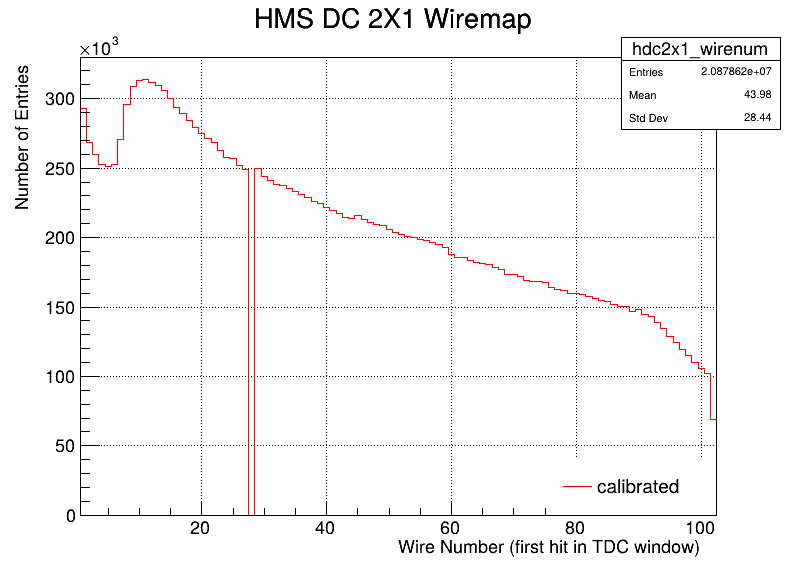 HMS DC 2X1 Wiremap
×10³
hdc2x1_wirenum
Entries 2.087862e+07
Mean 43.98
Std Dev 28.44
Number of Entries
300
250
200
150
100
50
0
calibrated
20 40 60 80 100
Wire Number (first hit in TDC window)